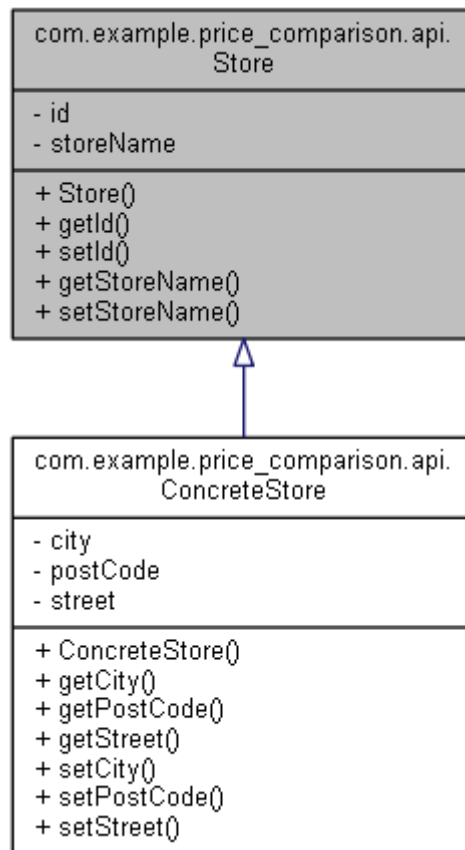 com.example.price_comparison.api.
Store
- id
- storeName
+ Store()
+ getId()
+ setId()
+ getStoreName()
+ setStoreName()
com.example.price_comparison.api.
ConcreteStore
- city
- postCode
- street
+ ConcreteStore()
+ getCity()
+ getPostCode()
+ getStreet()
+ setCity()
+ setPostCode()
+ setStreet()